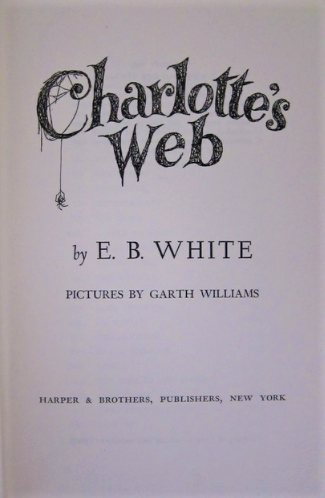 Charlotte's
Web
by E. B. WHITE
PICTURES BY GARTH WILLIAMS
HARPER & BROTHERS, PUBLISHERS, NEW YORK